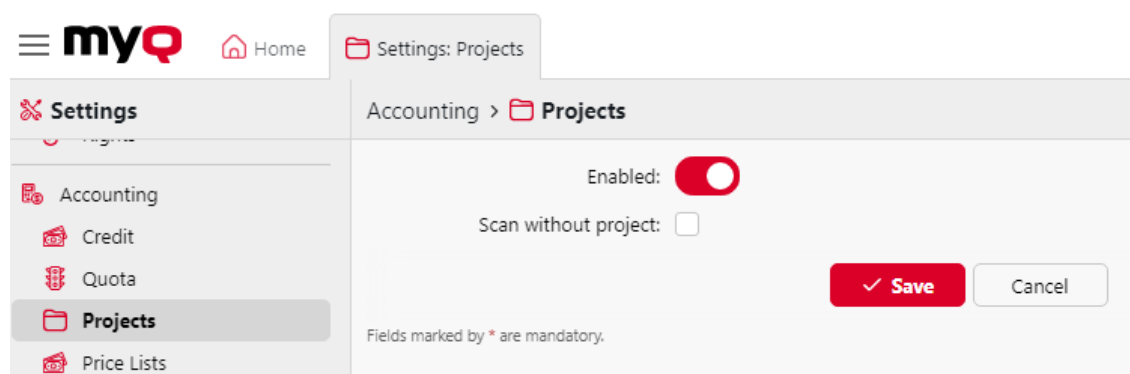 myQ Home Settings: Projects
Settings
Accounting > Projects
Rights
Enabled:
Accounting
Scan without project:
Credit
Quota
Save Cancel
Projects
Fields marked by * are mandatory.
Price Lists